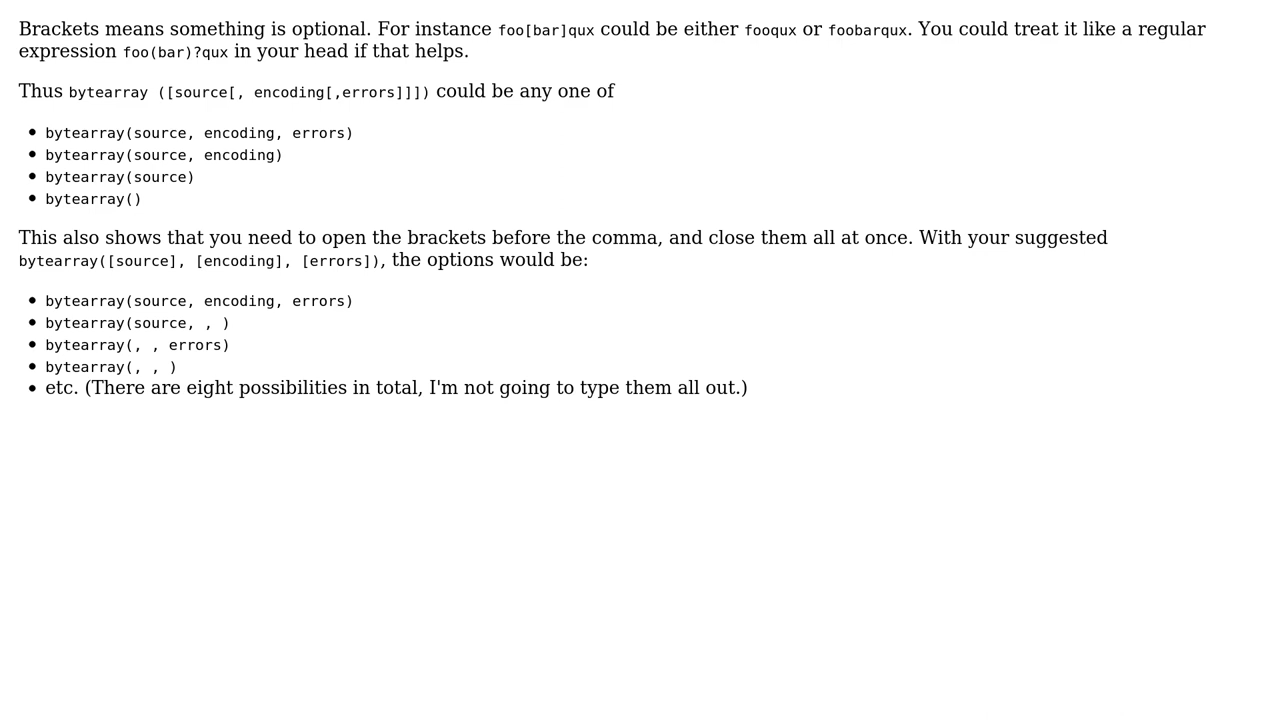 Brackets means something is optional. For instance foo[bar]qux could be either fooqux or foobarqux. You could treat it like a regular
expression foo(bar)?qux in your head if that helps.
Thus bytearray ([source[, encoding[,errors]]]) could be any one of
• bytearray(source, encoding, errors)
• bytearray(source, encoding)
• bytearray(source)
• bytearray()
This also shows that you need to open the brackets before the comma, and close them all at once. With your suggested
bytearray([source], [encoding], [errors]), the options would be:
• bytearray(source, encoding, errors)
• bytearray(source, , )
• bytearray(, , errors)
• bytearray(, , )
• etc. (There are eight possibilities in total, I'm not going to type them all out.)